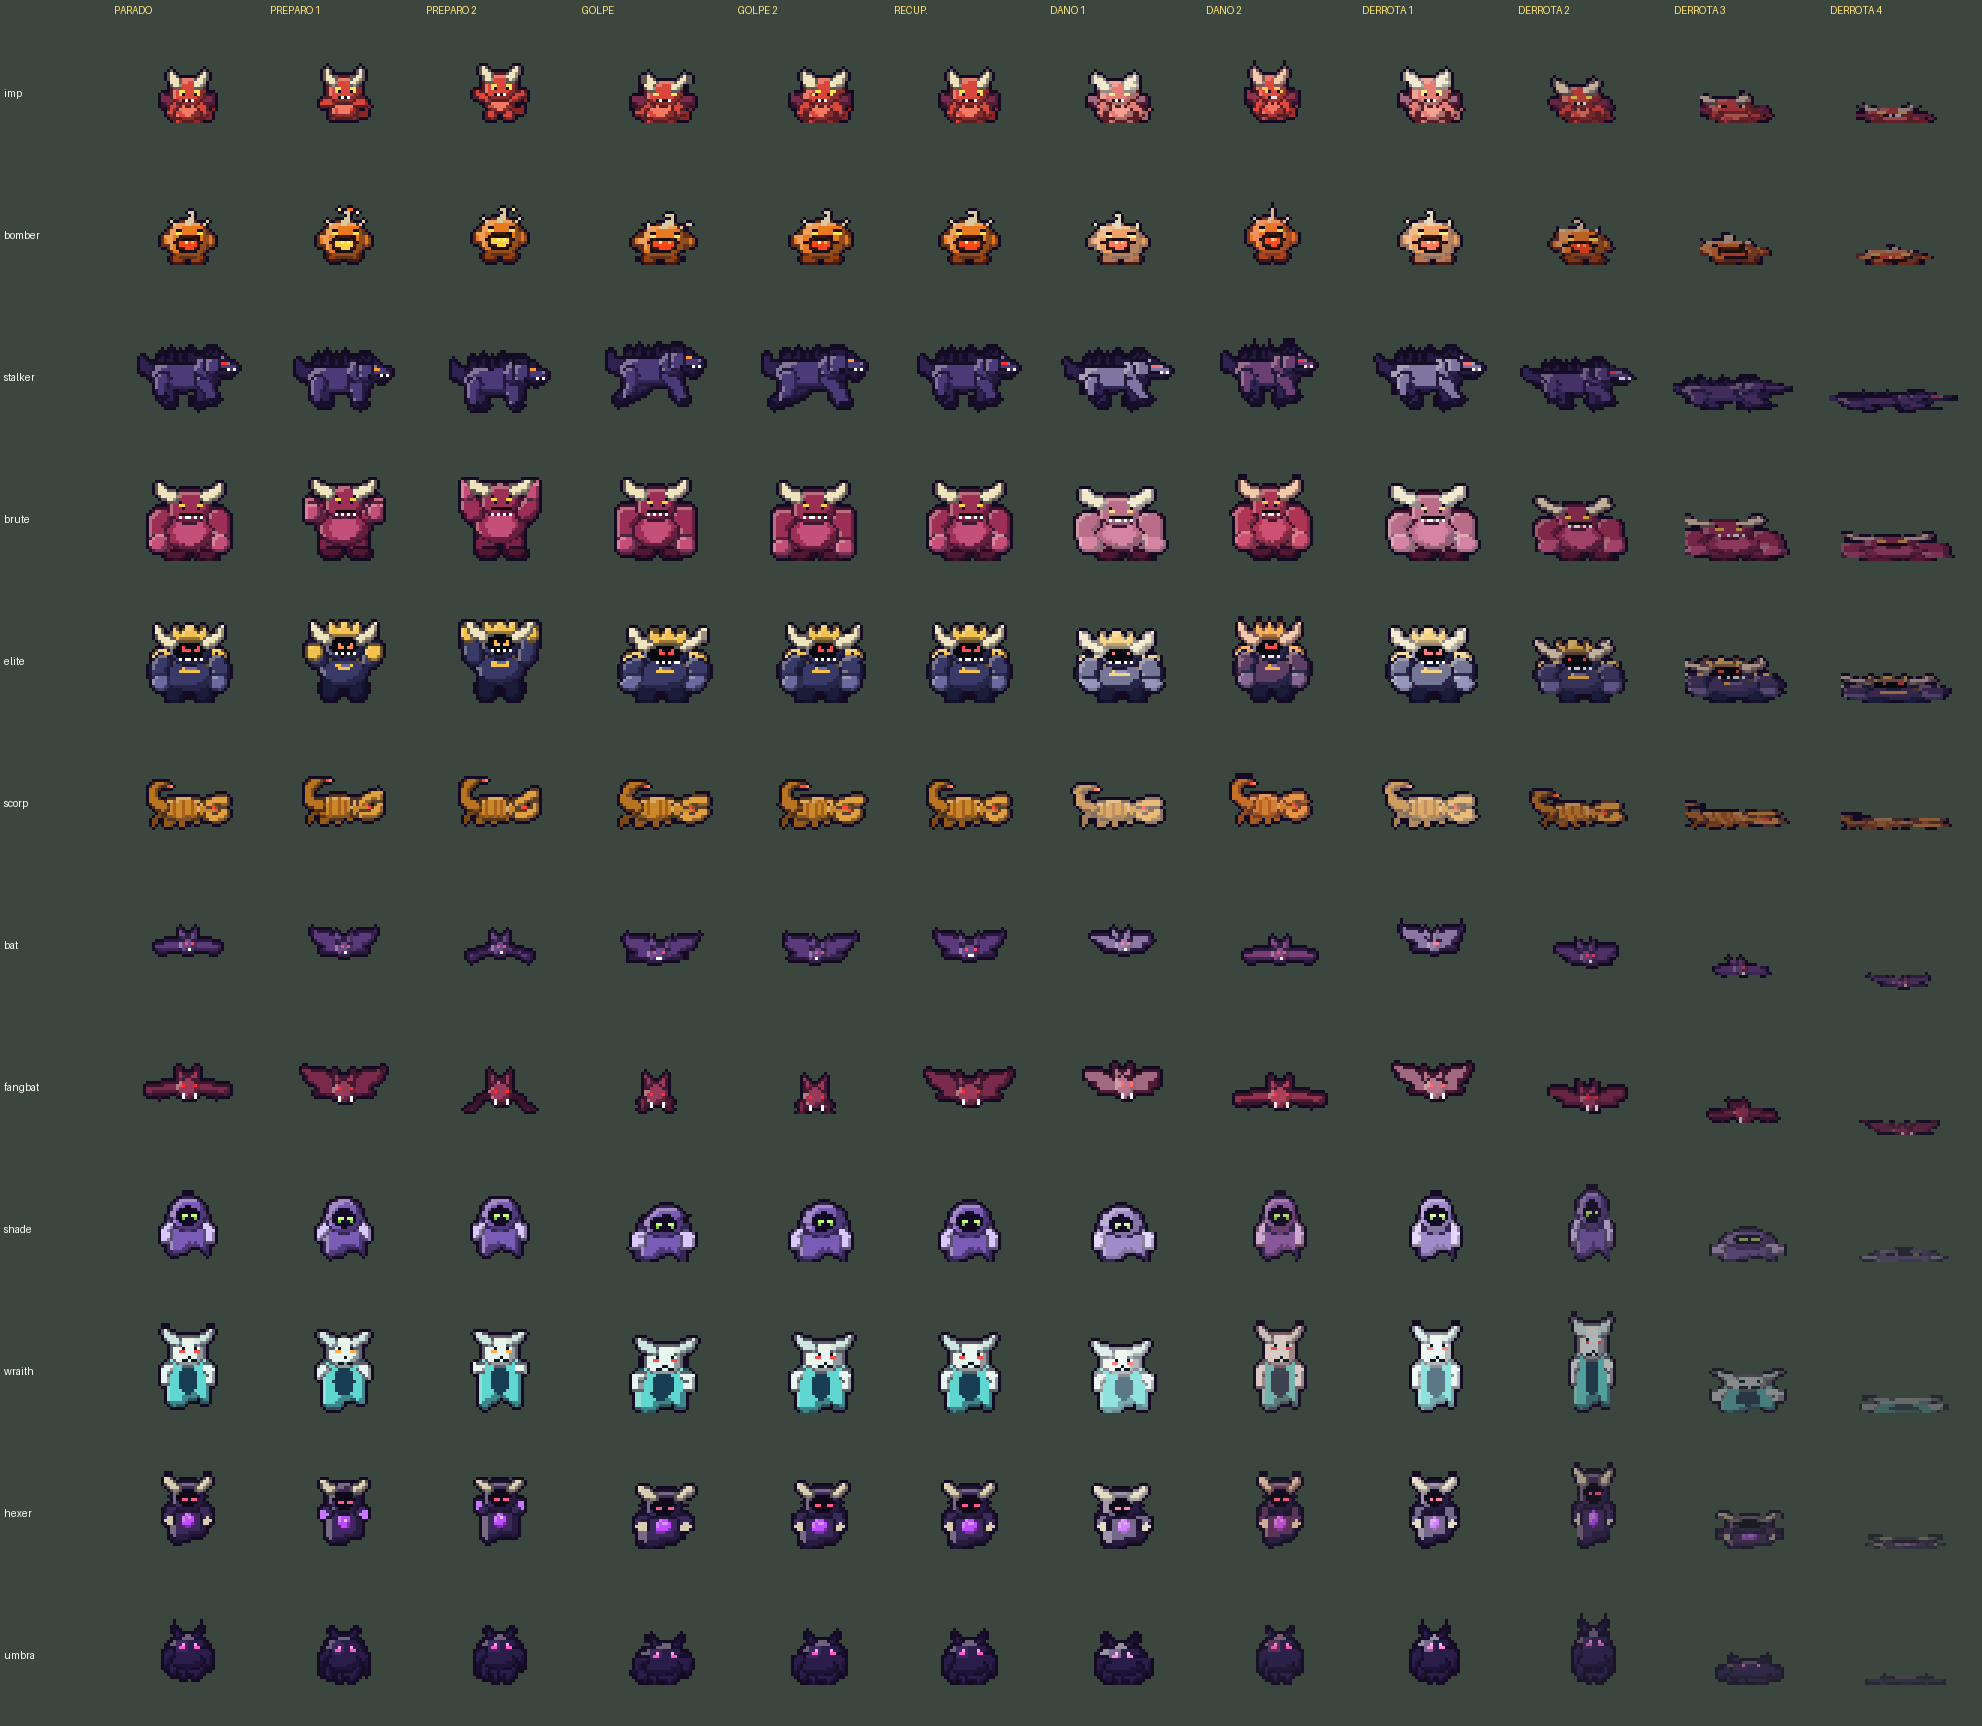 PARADO PREPARO 1 PREPARO 2 GOLPE GOLPE 2 RECUP. DANO 1 DANO 2 DERROTA 1 DERROTA 2 DERROTA 3 DERROTA 4
imp
bomber
stalker
brute
elite
scorp
bat
fangbat
shade
wraith
hexer
umbra